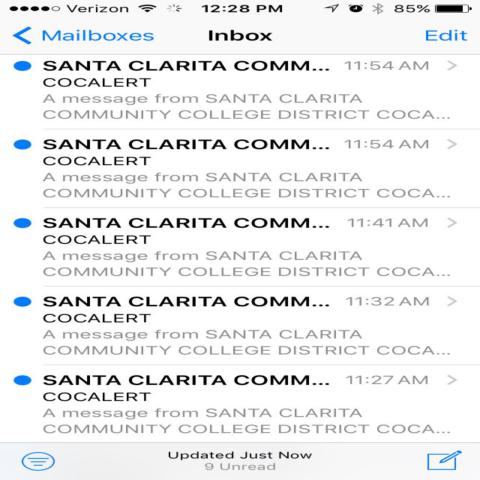 Verizon 12:28 PM 85%
Mailboxes Inbox Edit
SANTA CLARITA COMM... 11:54 AM
COCALERT
A message from SANTA CLARITA
COMMUNITY COLLEGE DISTRICT COCA...
SANTA CLARITA COMM... 11:54 AM
COCALERT
A message from SANTA CLARITA
COMMUNITY COLLEGE DISTRICT COCA...
SANTA CLARITA COMM... 11:41 AM
COCALERT
A message from SANTA CLARITA
COMMUNITY COLLEGE DISTRICT COCA...
SANTA CLARITA COMM... 11:32 AM
COCALERT
A message from SANTA CLARITA
COMMUNITY COLLEGE DISTRICT COCA...
SANTA CLARITA COMM... 11:27 AM
COCALERT
A message from SANTA CLARITA
COMMUNITY COLLEGE DISTRICT COCA...
Updated Just Now
9 Unread